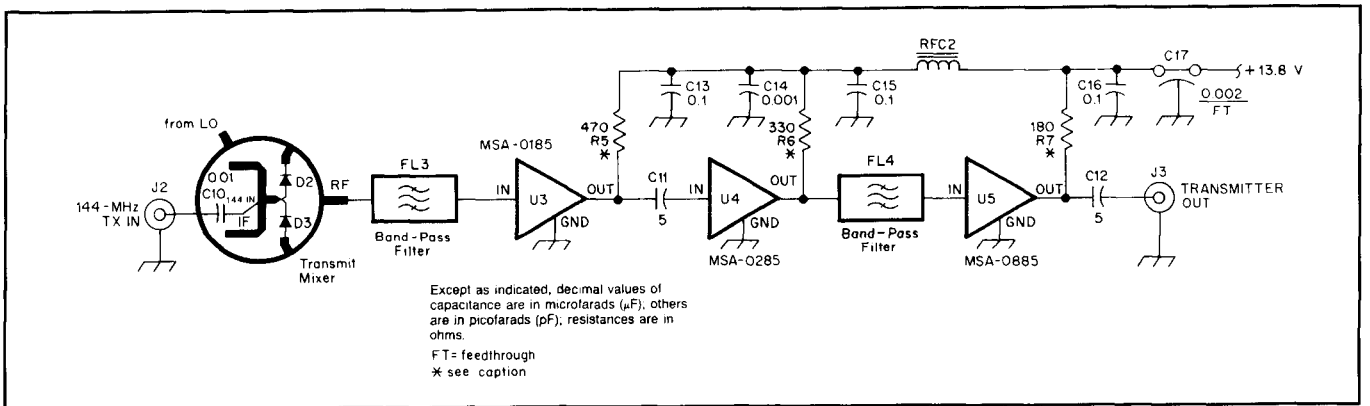 RFC2
C17
+13.8 V
C13
0.1
C14
0.001
C15
0.1
C16
0.1
0.002
FT
from LO
470
R5
*
330
R6
*
180
R7
*
MSA-0185
J2
144-MHz
TX IN
0.01
C10
144 IN
IF
D2
D3
RF
Transmit
Mixer
FL3
Band-Pass
Filter
IN
U3
OUT
GND
C11
5
IN
U4
OUT
GND
MSA-0285
FL4
Band-Pass
Filter
IN
U5
OUT
GND
MSA-0885
C12
5
J3
TRANSMITTER
OUT
Except as indicated, decimal values of
capacitance are in microfarads (µF); others
are in picofarads (pF); resistances are in
ohms.
FT= feedthrough
* see caption